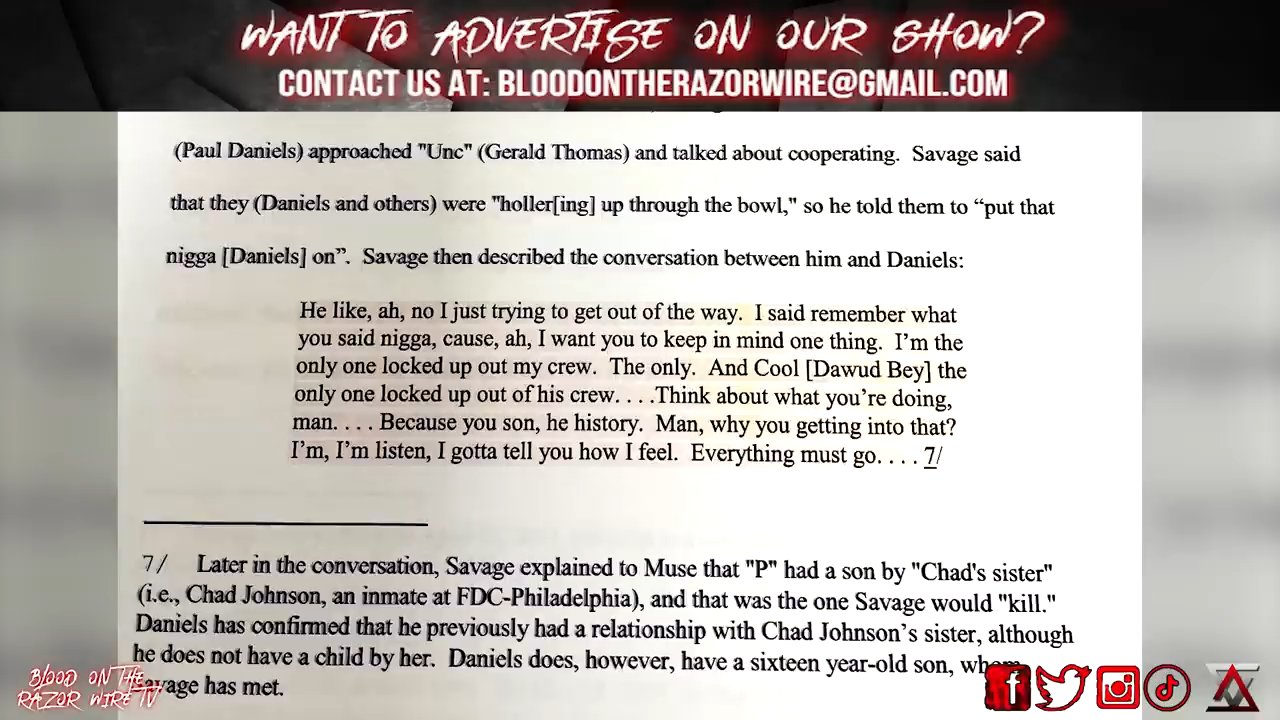 WANT TO ADVERTISE ON OUR SHOW?
CONTACT US AT: BLOODONTHERAZORWIRE@GMAIL.COM
(Paul Daniels) approached "Unc" (Gerald Thomas) and talked about cooperating. Savage said
that they (Daniels and others) were "holler[ing] up through the bowl," so he told them to “put that
nigga [Daniels] on”. Savage then described the conversation between him and Daniels:
He like, ah, no I just trying to get out of the way. I said remember what
you said nigga, cause, ah, I want you to keep in mind one thing. I’m the
only one locked up out my crew. The only. And Cool [Dawud Bey] the
only one locked up out of his crew. . . .Think about what you’re doing,
man. . . . Because you son, he history. Man, why you getting into that?
I’m, I’m listen, I gotta tell you how I feel. Everything must go. . . . 7/
7/ Later in the conversation, Savage explained to Muse that "P" had a son by "Chad's sister"
(i.e., Chad Johnson, an inmate at FDC-Philadelphia), and that was the one Savage would "kill."
Daniels has confirmed that he previously had a relationship with Chad Johnson’s sister, although
he does not have a child by her. Daniels does, however, have a sixteen year-old son, whom
Savage has met.
BLOOD ON THE
RAZOR WIRE TV